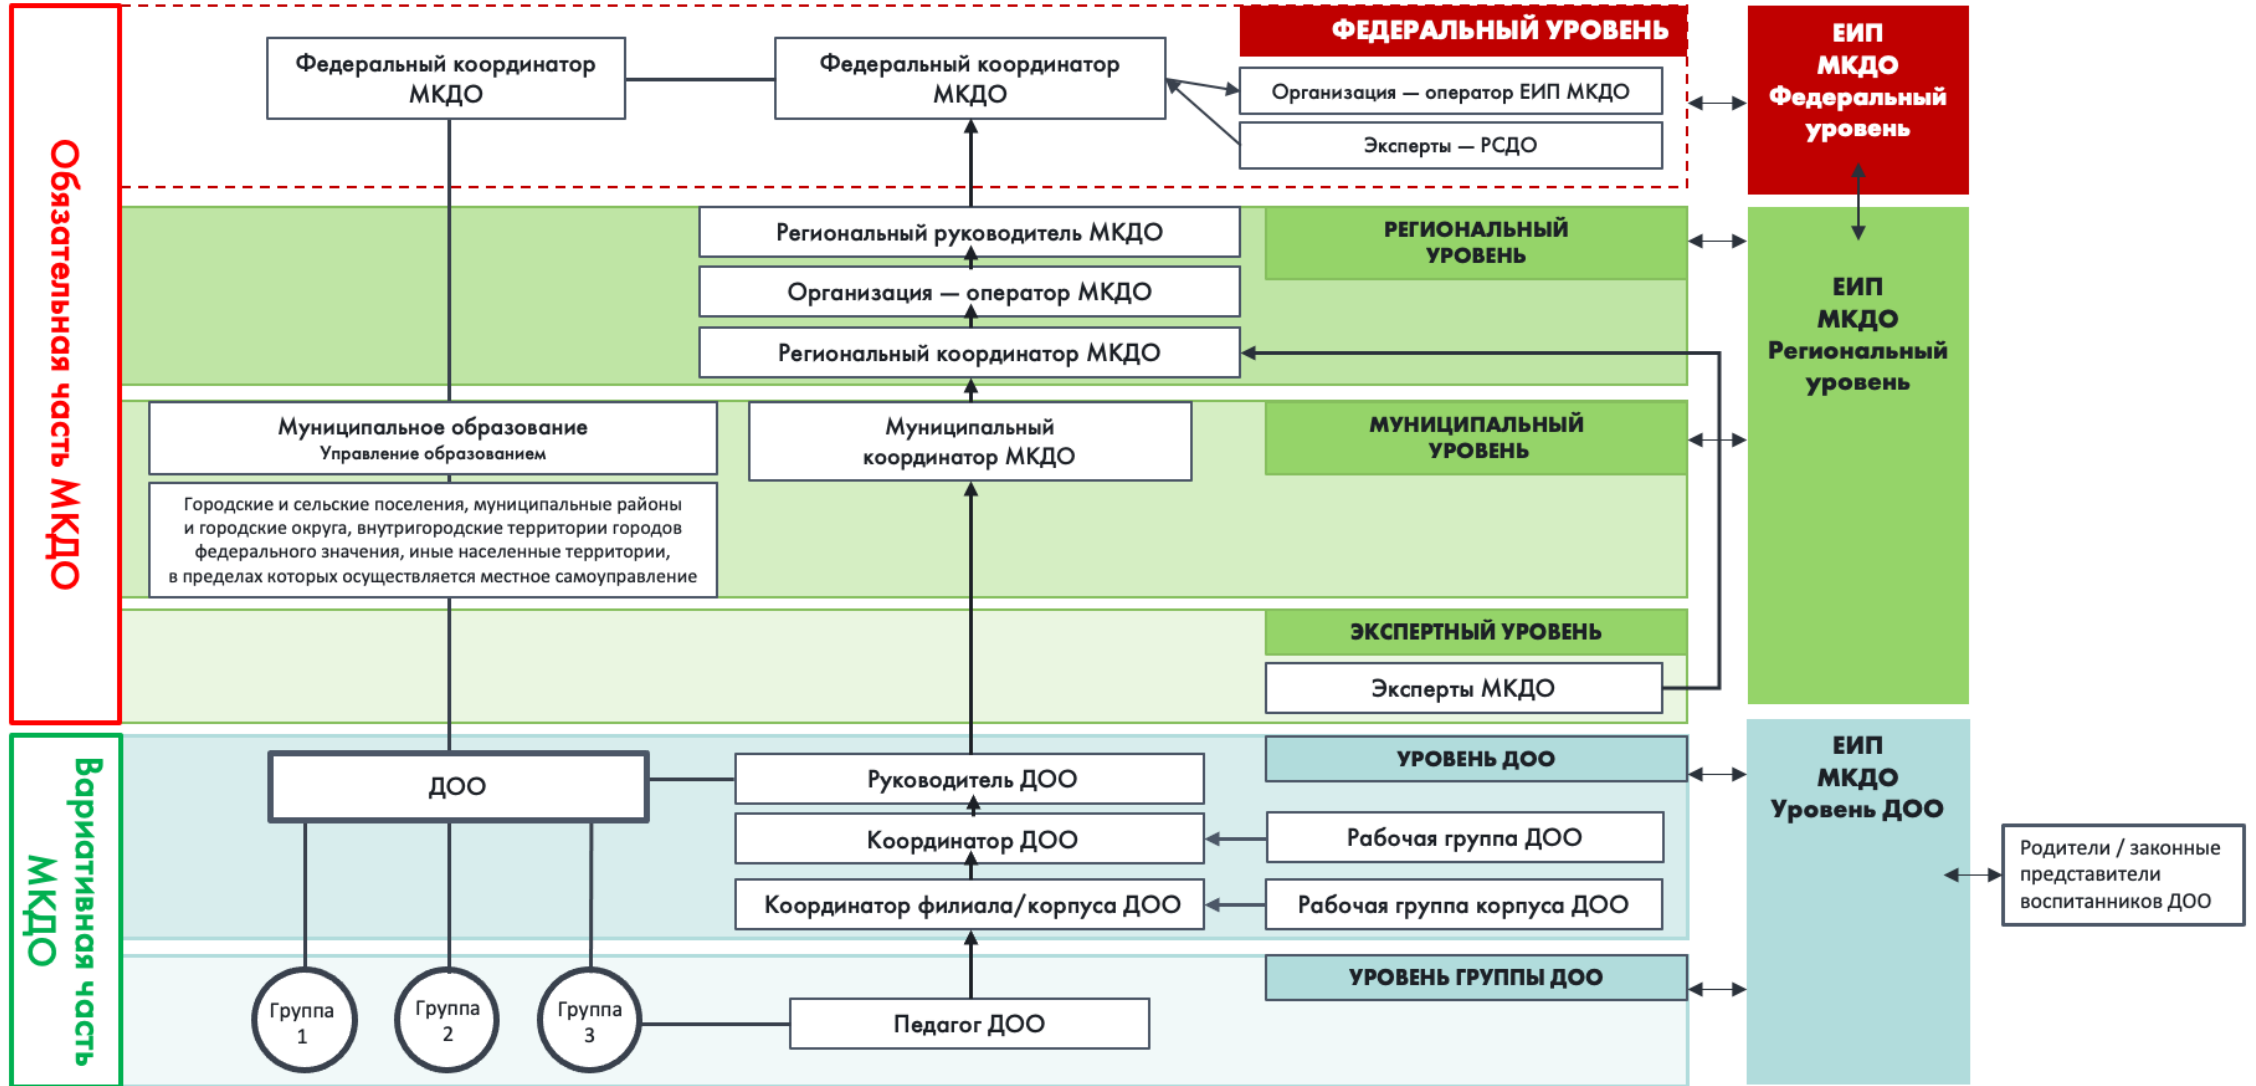 Обязательная часть МКДО
Федеральный координатор
МКДО
Федеральный координатор
МКДО
ФЕДЕРАЛЬНЫЙ УРОВЕНЬ
Организация — оператор ЕИП МКДО
Эксперты — РСДО
ЕИП
МКДО
Федеральный
уровень
Региональный руководитель МКДО
Организация — оператор МКДО
Региональный координатор МКДО
РЕГИОНАЛЬНЫЙ
УРОВЕНЬ
ЕИП
МКДО
Региональный
уровень
Муниципальное образование
Управление образованием
Городские и сельские поселения, муниципальные районы
и городские округа, внутригородские территории городов
федерального значения, иные населенные территории,
в пределах которых осуществляется местное самоуправление
Муниципальный
координатор МКДО
МУНИЦИПАЛЬНЫЙ
УРОВЕНЬ
ЭКСПЕРТНЫЙ УРОВЕНЬ
Эксперты МКДО
Вариативная часть
МКДО
ДОО
Руководитель ДОО
Координатор ДОО
Координатор филиала/корпуса ДОО
УРОВЕНЬ ДОО
Рабочая группа ДОО
Рабочая группа корпуса ДОО
ЕИП
МКДО
Уровень ДОО
Родители / законные
представители
воспитанников ДОО
Группа
1
Группа
2
Группа
3
Педагог ДОО
УРОВЕНЬ ГРУППЫ ДОО